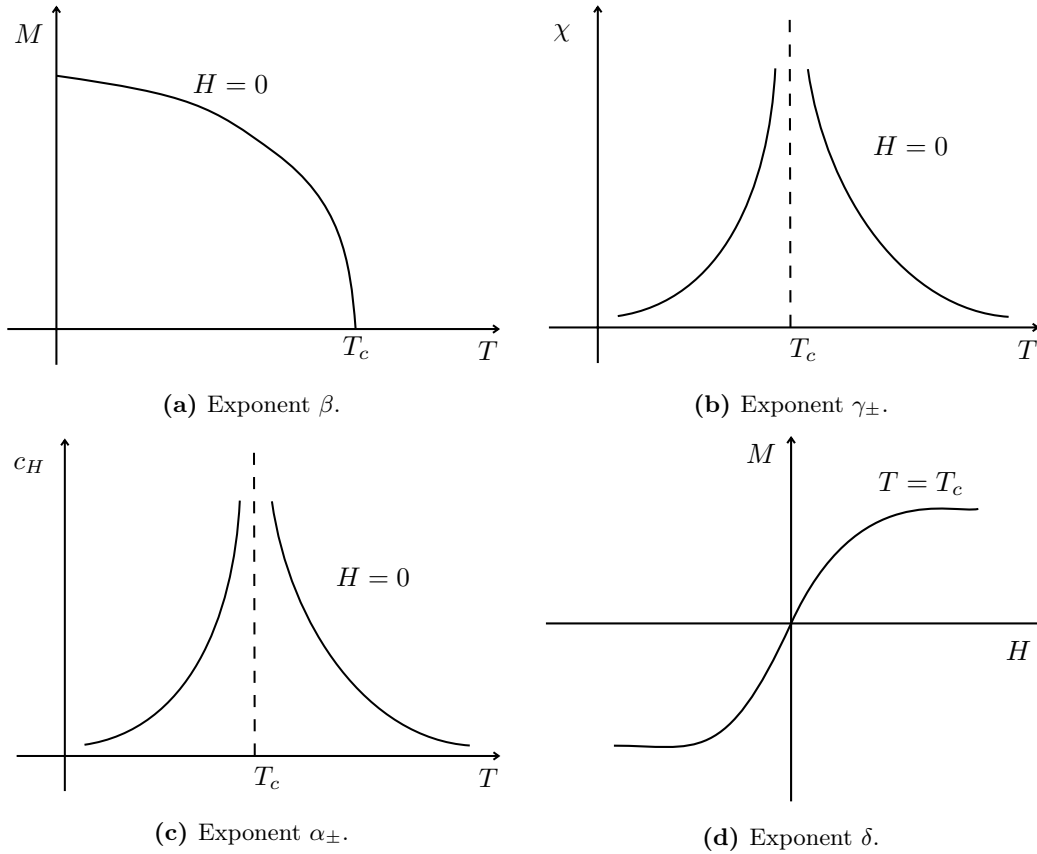 M
H = 0
T_c
T
(a) Exponent β.
χ
H = 0
T_c
T
(b) Exponent γ±.
c_H
H = 0
T_c
T
(c) Exponent α±.
M
T = T_c
H
(d) Exponent δ.